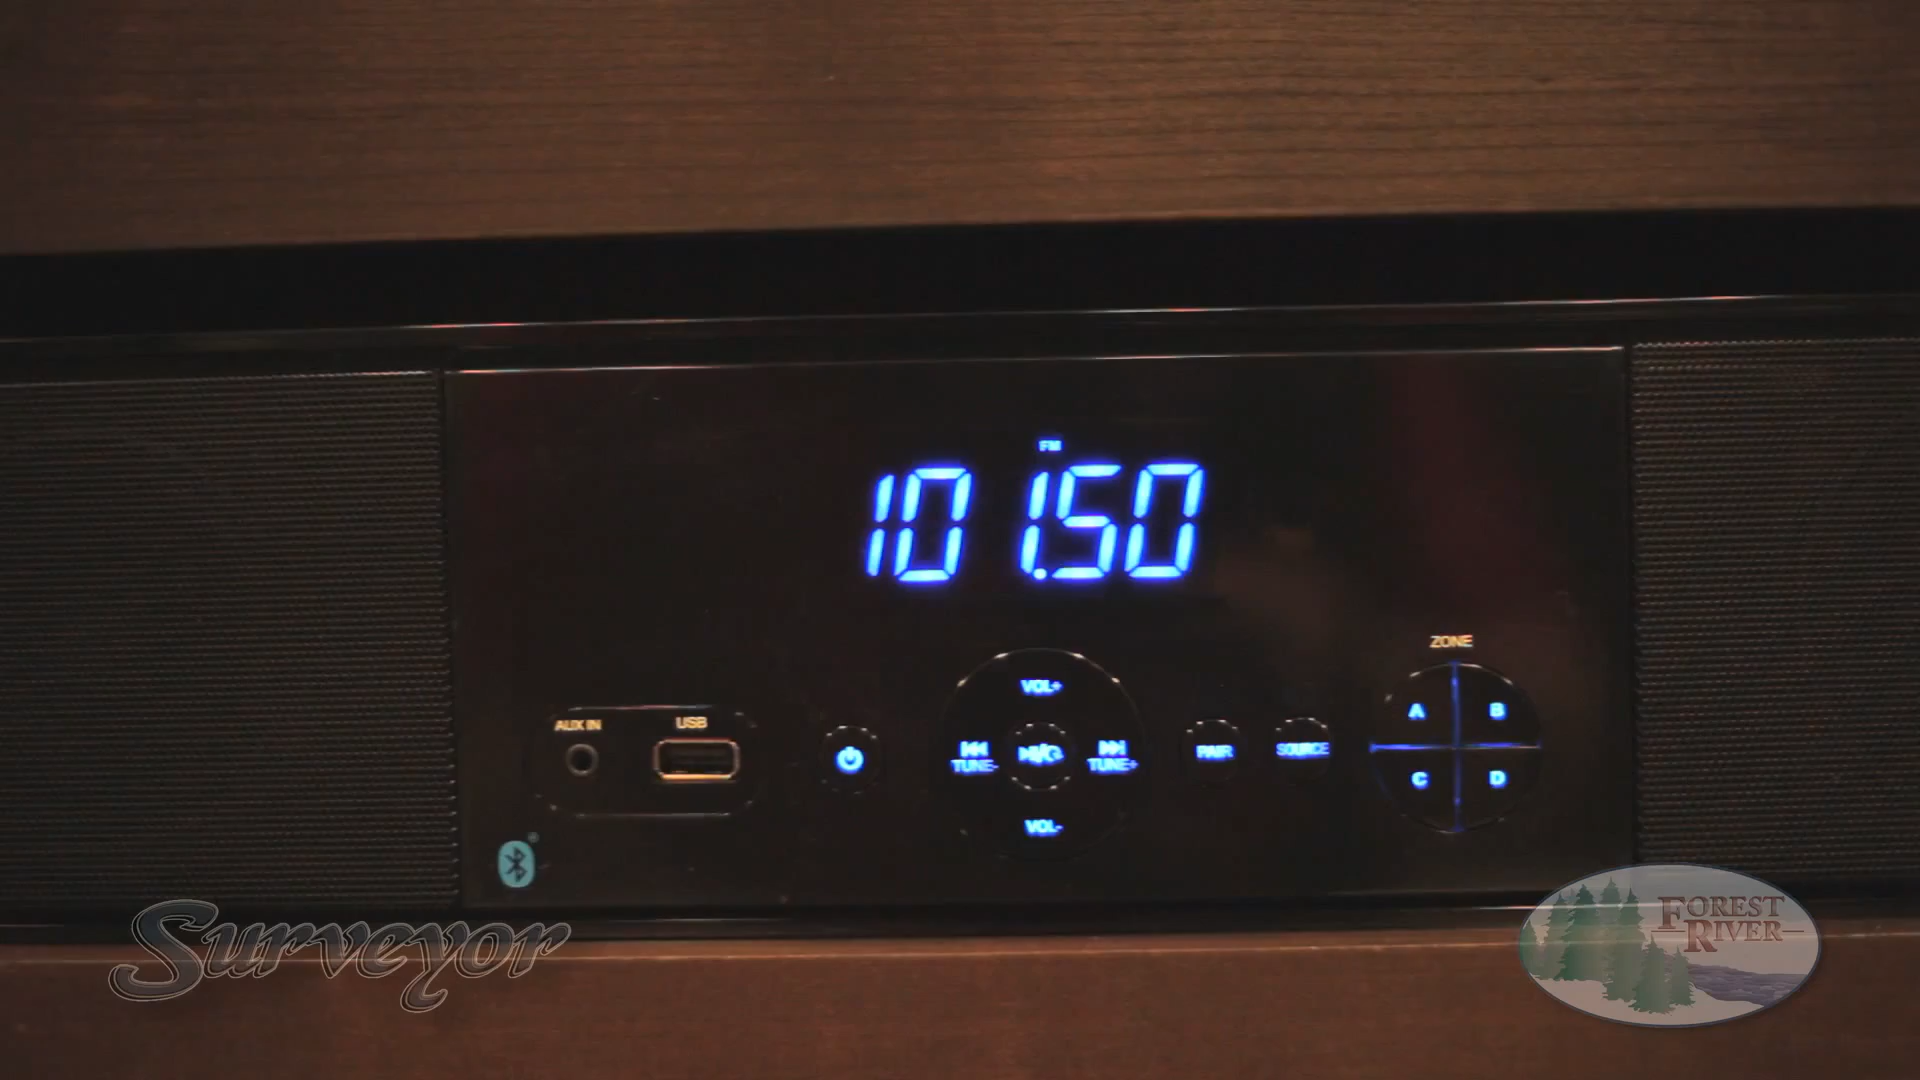 FM
101.50
ZONE
VOL+
A B
AUX IN USB
TUNE- TUNE+ PAIR SOURCE
C D
VOL-
Surveyor
FOREST
RIVER